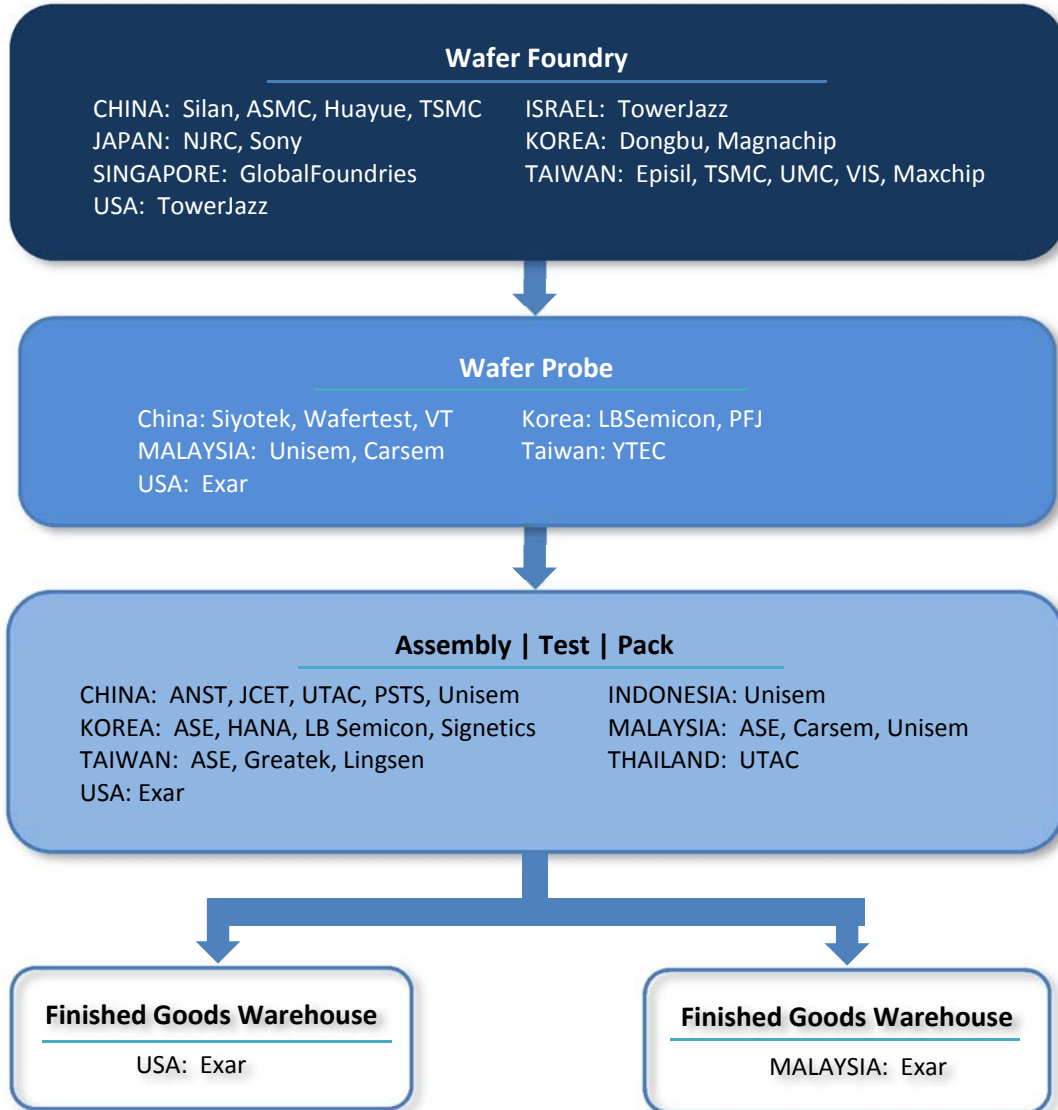 Wafer Foundry
CHINA: Silan, ASMC, Huayue, TSMC
JAPAN: NJRC, Sony
SINGAPORE: GlobalFoundries
USA: TowerJazz
ISRAEL: TowerJazz
KOREA: Dongbu, Magnachip
TAIWAN: Episil, TSMC, UMC, VIS, Maxchip
Wafer Probe
China: Siyotek, Wafertest, VT
MALAYSIA: Unisem, Carsem
USA: Exar
Korea: LBSemicon, PFJ
Taiwan: YTEC
Assembly | Test | Pack
CHINA: ANST, JCET, UTAC, PSTS, Unisem
KOREA: ASE, HANA, LB Semicon, Signetics
TAIWAN: ASE, Greatek, Lingsen
USA: Exar
INDONESIA: Unisem
MALAYSIA: ASE, Carsem, Unisem
THAILAND: UTAC
Finished Goods Warehouse
USA: Exar
Finished Goods Warehouse
MALAYSIA: Exar